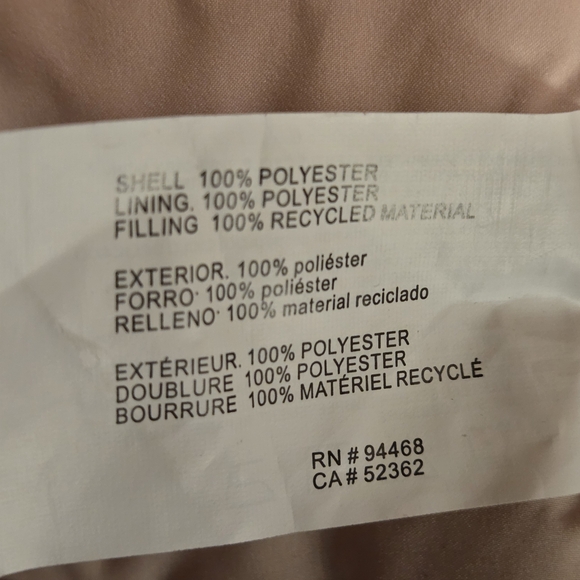 SHELL 100% POLYESTER
LINING. 100% POLYESTER
FILLING 100% RECYCLED MATERIAL
EXTERIOR. 100% poliéster
FORRO· 100% poliéster
RELLENO· 100% material reciclado
EXTÉRIEUR. 100% POLYESTER
DOUBLURE 100% POLYESTER
BOURRURE 100% MATÉRIEL RECYCLÉ
RN # 94468
CA # 52362